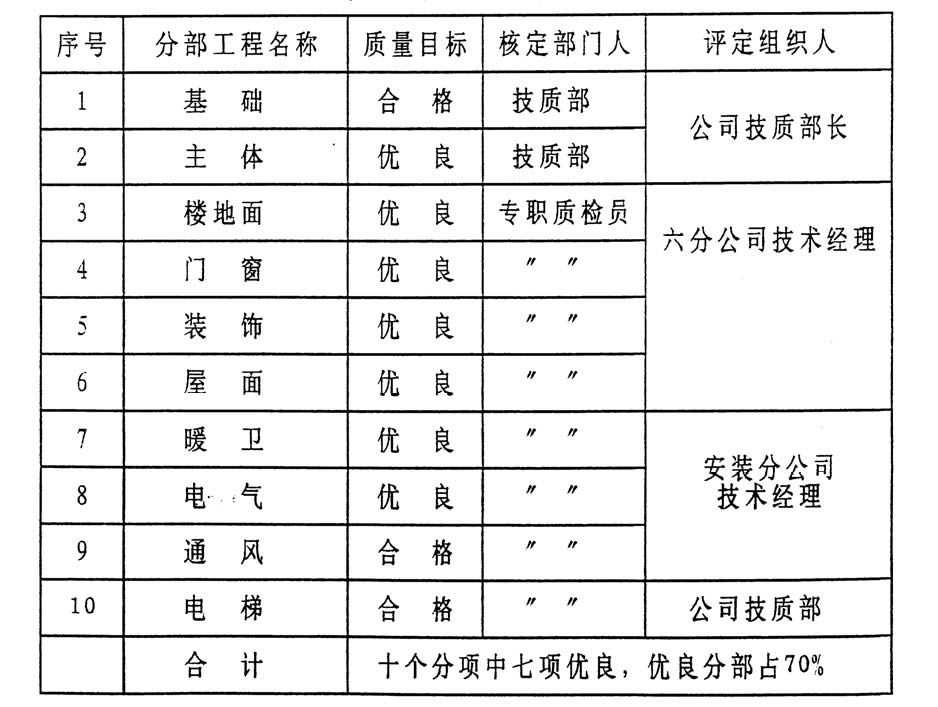 序号 分部工程名称 质量目标 核定部门人 评定组织人
1 基 础 合 格 技质部
公司技质部长
2 主 体 优 良 技质部
3 楼地面 优 良 专职质检员
六分公司技术经理
4 门 窗 优 良 〃 〃
5 装 饰 优 良 〃 〃
6 屋 面 优 良 〃 〃
7 暖 卫 优 良 〃 〃
安装分公司
8 电 气 优 良 〃 〃
技术经理
9 通 风 合 格 〃 〃
10 电 梯 合 格 〃 〃 公司技质部
合 计 十个分项中七项优良，优良分部占70%